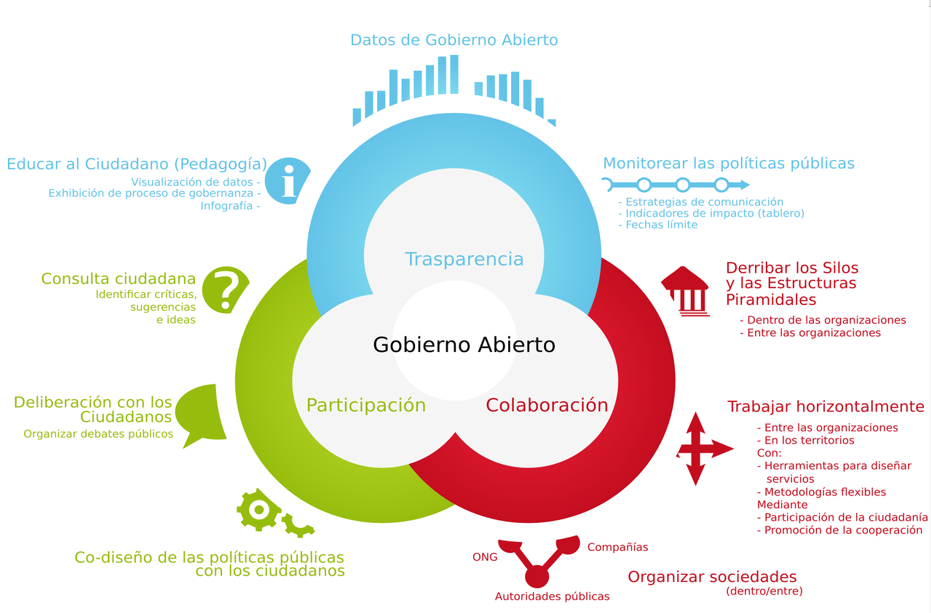 Datos de Gobierno Abierto
Educar al Ciudadano (Pedagogía)
Visualización de datos -
Exhibición de proceso de gobernanza -
Infografía -
Monitorear las políticas públicas
- Estrategias de comunicación
- Indicadores de impacto (tablero)
- Fechas límite
Trasparencia
Consulta ciudadana
Identificar críticas,
sugerencias
e ideas
Derribar los Silos
y las Estructuras
Piramidales
- Dentro de las organizaciones
- Entre las organizaciones
Gobierno Abierto
Participación
Colaboración
Deliberación con los
Ciudadanos
Organizar debates públicos
Trabajar horizontalmente
- Entre las organizaciones
- En los territorios
Con:
- Herramientas para diseñar
servicios
- Metodologías flexibles
Mediante
- Participación de la ciudadanía
- Promoción de la cooperación
Co-diseño de las políticas públicas
con los ciudadanos
ONG
Compañías
Autoridades públicas
Organizar sociedades
(dentro/entre)